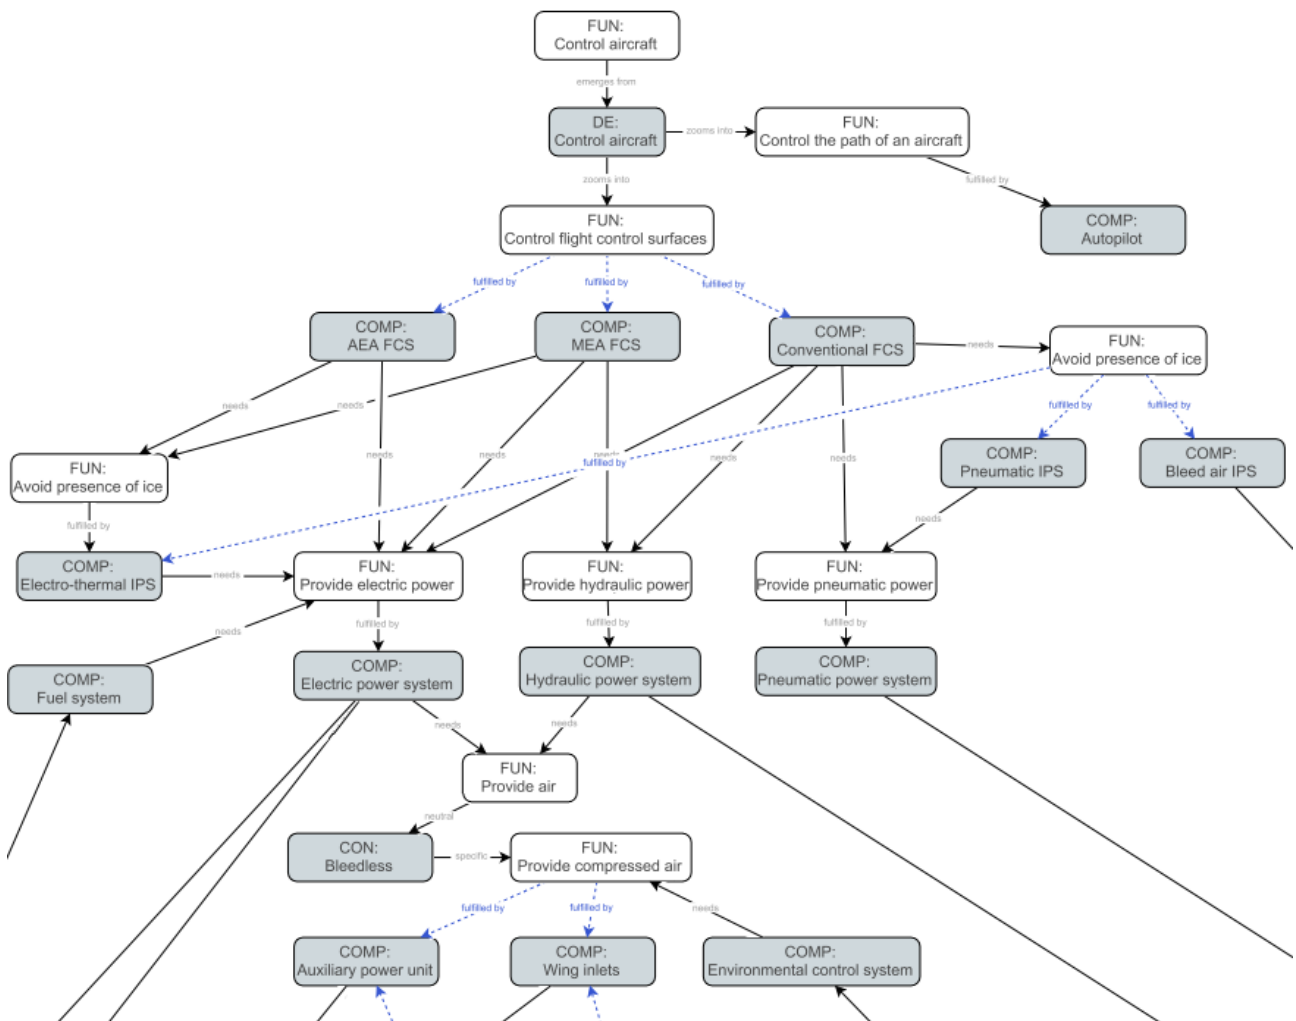 FUN:
Control aircraft
emerges from
DE:
Control aircraft
zooms into
FUN:
Control the path of an aircraft
zooms into
fulfilled by
FUN:
Control flight control surfaces
COMP:
Autopilot
fulfilled by
fulfilled by
fulfilled by
COMP:
AEA FCS
COMP:
MEA FCS
COMP:
Conventional FCS
needs
FUN:
Avoid presence of ice
needs
needs
fulfilled by
fulfilled by
needs
needs
needs
fulfilled by
needs
needs
FUN:
Avoid presence of ice
COMP:
Pneumatic IPS
COMP:
Bleed air IPS
fulfilled by
needs
COMP:
Electro-thermal IPS
needs
FUN:
Provide electric power
FUN:
Provide hydraulic power
FUN:
Provide pneumatic power
needs
fulfilled by
fulfilled by
fulfilled by
COMP:
Fuel system
COMP:
Electric power system
COMP:
Hydraulic power system
COMP:
Pneumatic power system
needs
needs
FUN:
Provide air
neutral
CON:
Bleedless
specific
FUN:
Provide compressed air
fulfilled by
fulfilled by
needs
COMP:
Auxiliary power unit
COMP:
Wing inlets
COMP:
Environmental control system